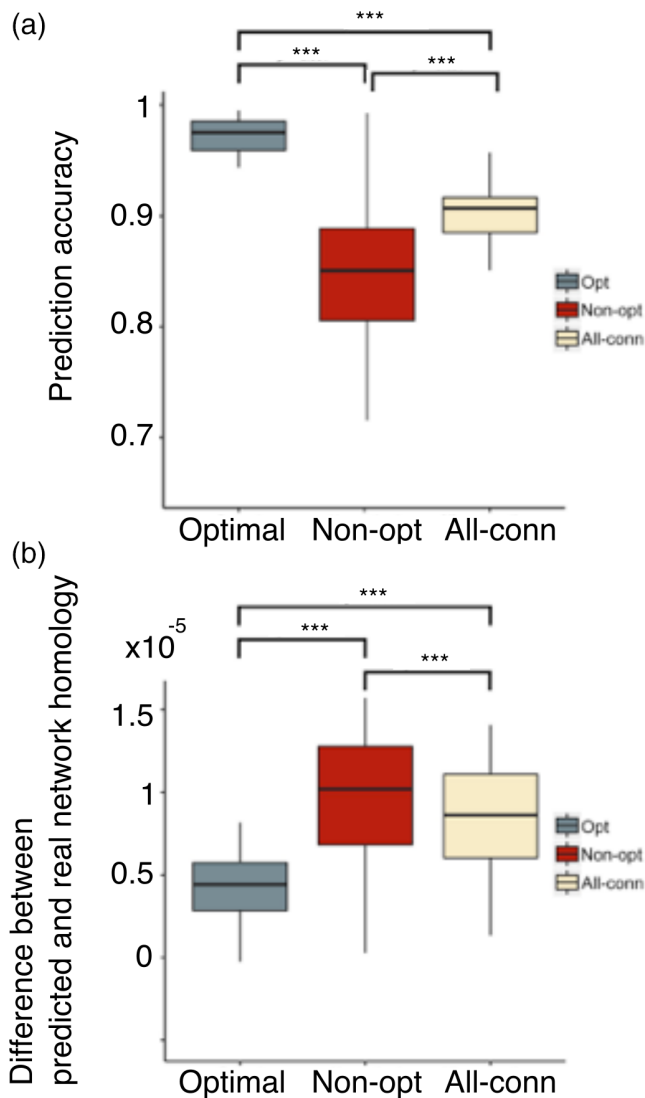 (a)
***
***
***
Prediction accuracy
1
0.9
0.8
0.7
Opt
Non-opt
All-conn
Optimal Non-opt All-conn
(b)
Difference between
predicted and real network homology
x10-5
***
***
***
1.5
1
0.5
0
Opt
Non-opt
All-conn
Optimal Non-opt All-conn